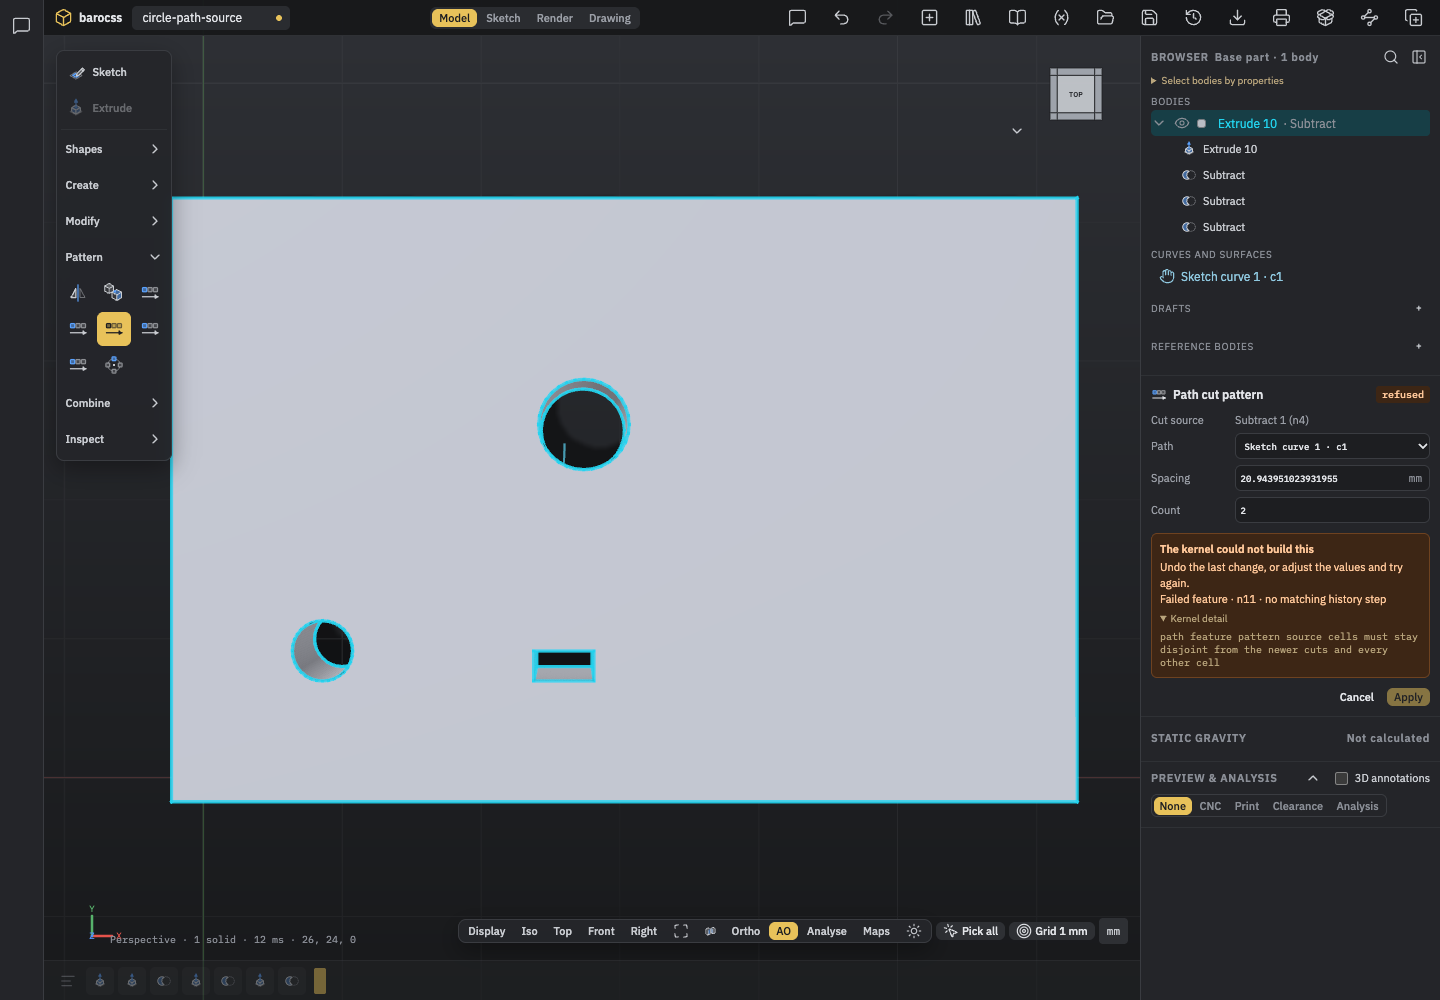 barocss
circle-path-source
Model
Sketch
Render
Drawing
Sketch
Extrude
Shapes
Create
Modify
Pattern
Combine
Inspect
TOP
BROWSER Base part · 1 body
Select bodies by properties
BODIES
Extrude 10 · Subtract
Extrude 10
Subtract
Subtract
Subtract
CURVES AND SURFACES
Sketch curve 1 · c1
DRAFTS +
REFERENCE BODIES +
Path cut pattern refused
Cut source Subtract 1 (n4)
Path Sketch curve 1 · c1
Spacing 20.943951023931955 mm
Count 2
The kernel could not build this
Undo the last change, or adjust the values and try
again.
Failed feature · n11 · no matching history step
Kernel detail
path feature pattern source cells must stay
disjoint from the newer cuts and every
other cell
Cancel Apply
STATIC GRAVITY Not calculated
PREVIEW & ANALYSIS 3D annotations
None CNC Print Clearance Analysis
Y
X
Z
Perspective · 1 solid · 12 ms · 26, 24, 0
Display Iso Top Front Right Ortho AO Analyse Maps Pick all Grid 1 mm mm